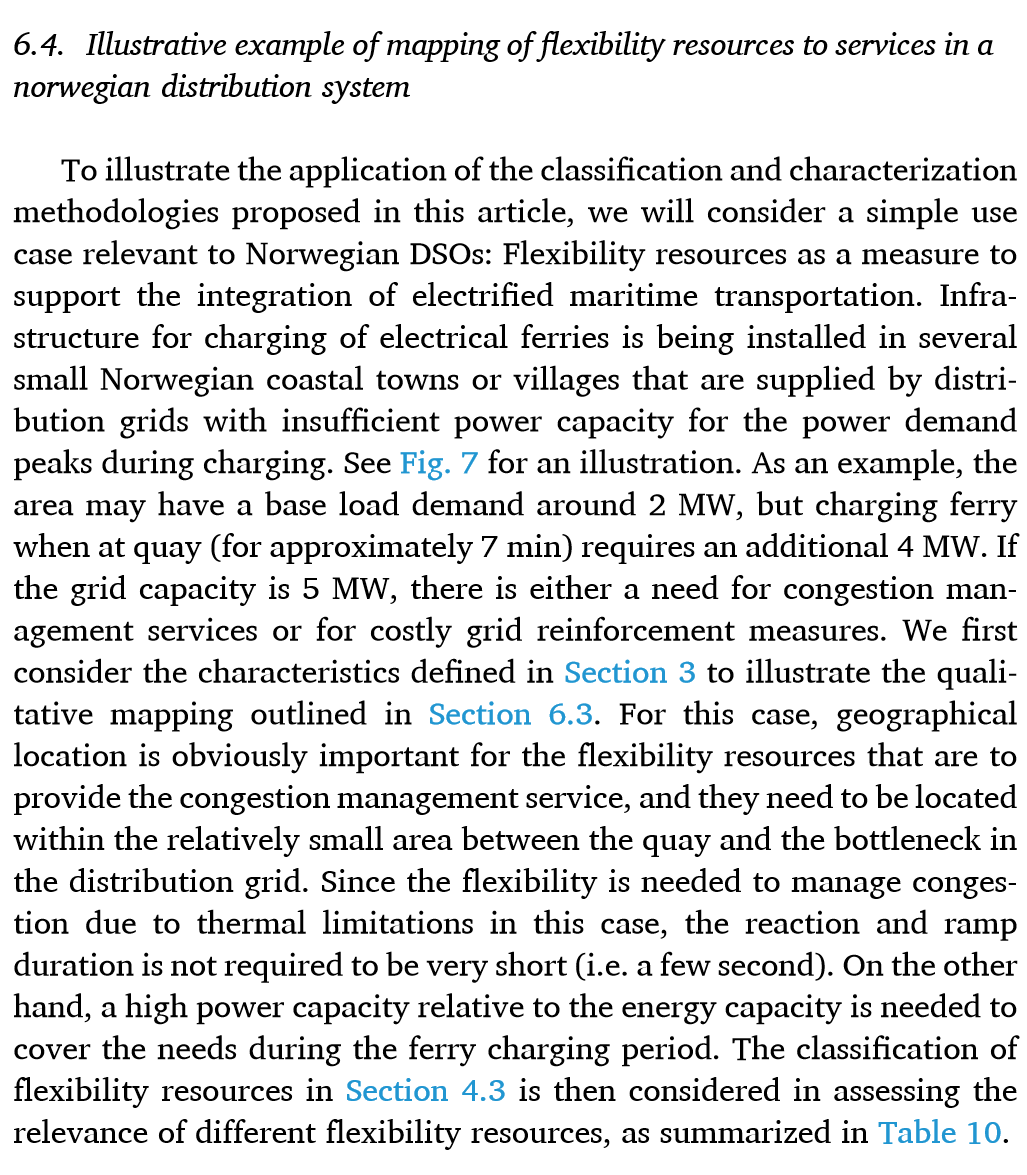 6.4. Illustrative example of mapping of flexibility resources to services in a
norwegian distribution system
To illustrate the application of the classification and characterization
methodologies proposed in this article, we will consider a simple use
case relevant to Norwegian DSOs: Flexibility resources as a measure to
support the integration of electrified maritime transportation. Infra-
structure for charging of electrical ferries is being installed in several
small Norwegian coastal towns or villages that are supplied by distri-
bution grids with insufficient power capacity for the power demand
peaks during charging. See Fig. 7 for an illustration. As an example, the
area may have a base load demand around 2 MW, but charging ferry
when at quay (for approximately 7 min) requires an additional 4 MW. If
the grid capacity is 5 MW, there is either a need for congestion man-
agement services or for costly grid reinforcement measures. We first
consider the characteristics defined in Section 3 to illustrate the quali-
tative mapping outlined in Section 6.3. For this case, geographical
location is obviously important for the flexibility resources that are to
provide the congestion management service, and they need to be located
within the relatively small area between the quay and the bottleneck in
the distribution grid. Since the flexibility is needed to manage conges-
tion due to thermal limitations in this case, the reaction and ramp
duration is not required to be very short (i.e. a few second). On the other
hand, a high power capacity relative to the energy capacity is needed to
cover the needs during the ferry charging period. The classification of
flexibility resources in Section 4.3 is then considered in assessing the
relevance of different flexibility resources, as summarized in Table 10.